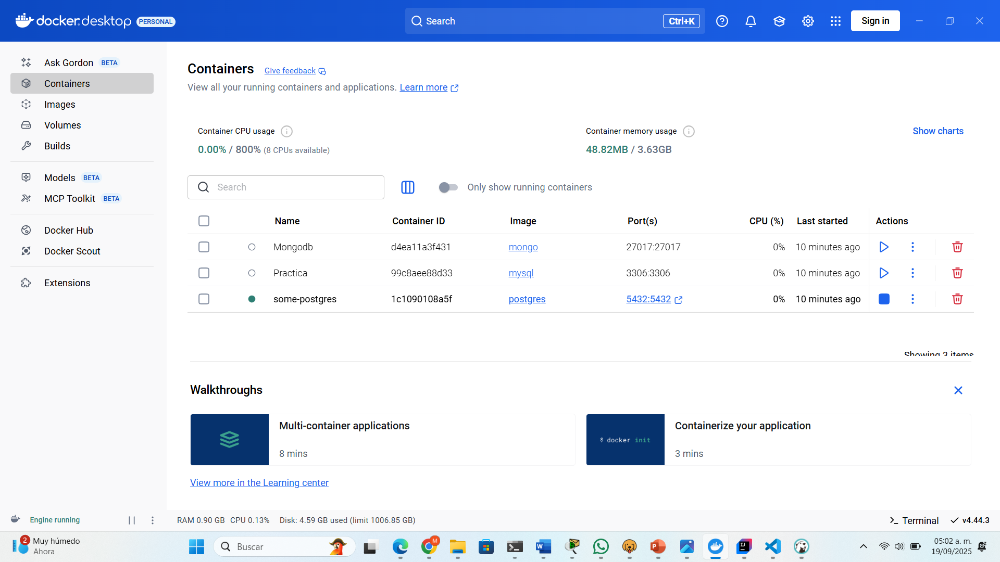 docker.desktop PERSONAL
Search
Ctrl+K
Sign in
Ask Gordon BETA
Containers
Images
Volumes
Builds
Models BETA
MCP Toolkit BETA
Docker Hub
Docker Scout
Extensions
Containers Give feedback
View all your running containers and applications. Learn more
Container CPU usage
0.00% / 800% (8 CPUs available)
Container memory usage
48.82MB / 3.63GB
Show charts
Search
Only show running containers
Name Container ID Image Port(s) CPU (%) Last started Actions
Mongodb d4ea11a3f431 mongo 27017:27017 0% 10 minutes ago
Practica 99c8aee88d33 mysql 3306:3306 0% 10 minutes ago
some-postgres 1c1090108a5f postgres 5432:5432 0% 10 minutes ago
Showing 3 items
Walkthroughs
Multi-container applications
8 mins
$ docker init
Containerize your application
3 mins
View more in the Learning center
Engine running
RAM 0.90 GB CPU 0.13% Disk: 4.59 GB used (limit 1006.85 GB)
Terminal
v4.44.3
2
Muy húmedo
Ahora
Buscar
M
W
P
IJ
05:02 a. m.
19/09/2025